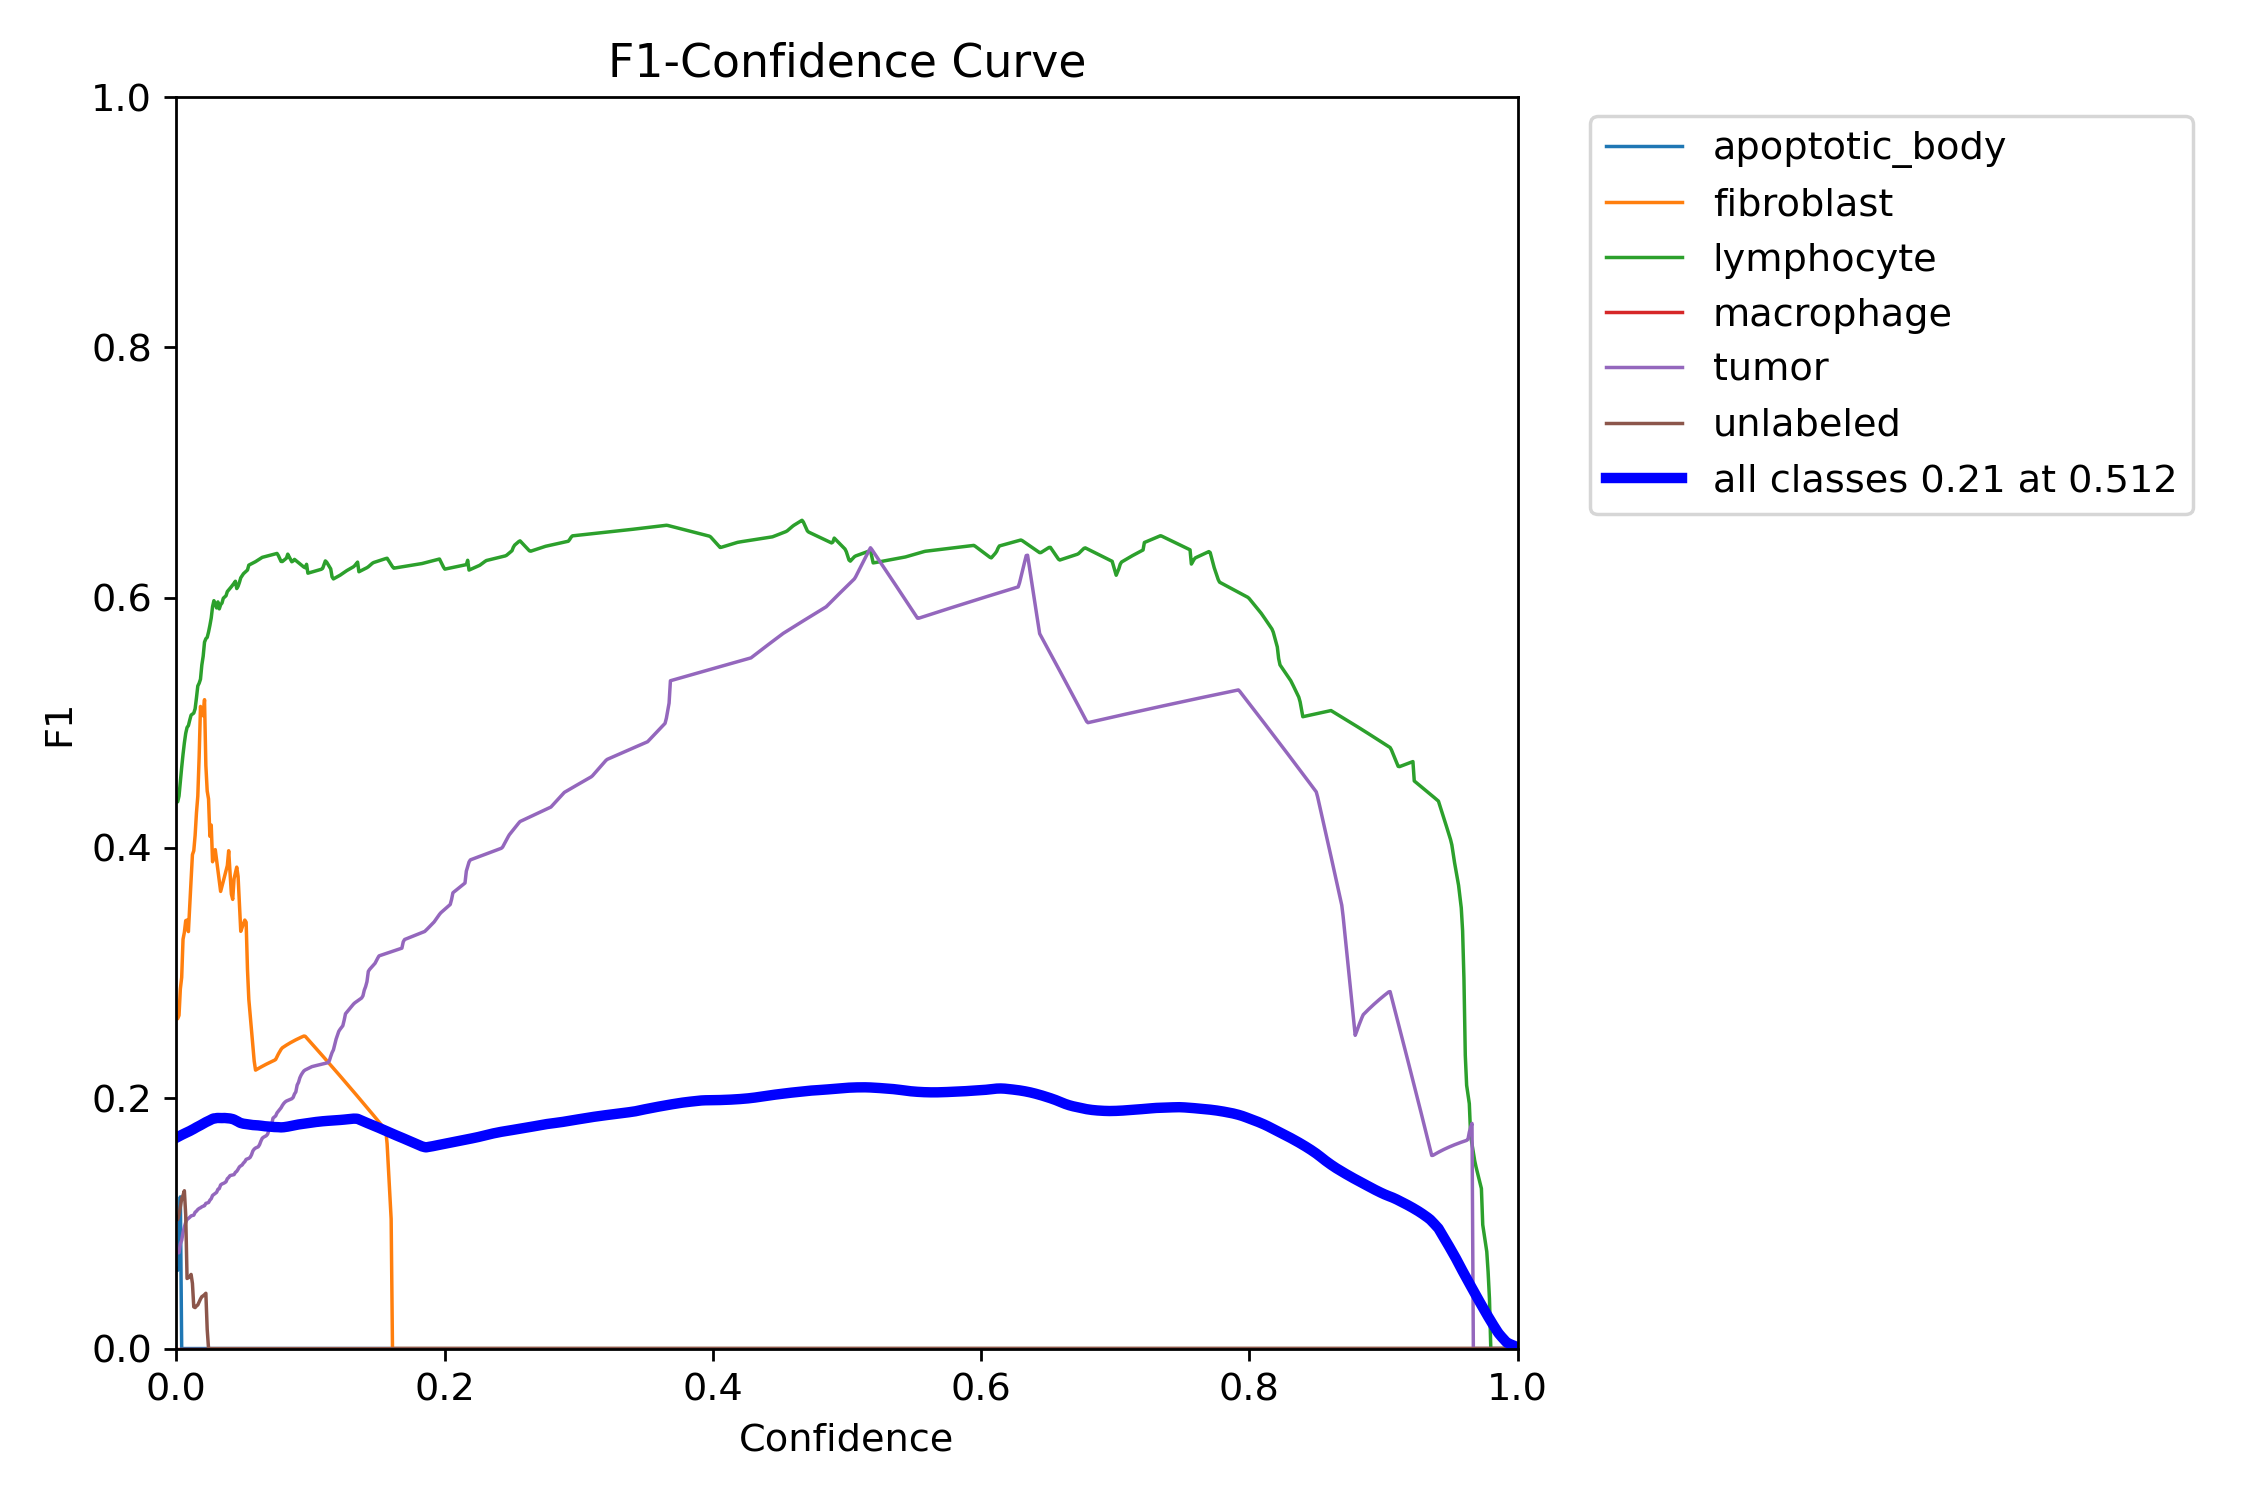 F1-Confidence Curve
1.0
0.8
0.6
0.4
0.2
0.0
F1
0.0 0.2 0.4 0.6 0.8 1.0
Confidence
apoptotic_body
fibroblast
lymphocyte
macrophage
tumor
unlabeled
all classes 0.21 at 0.512